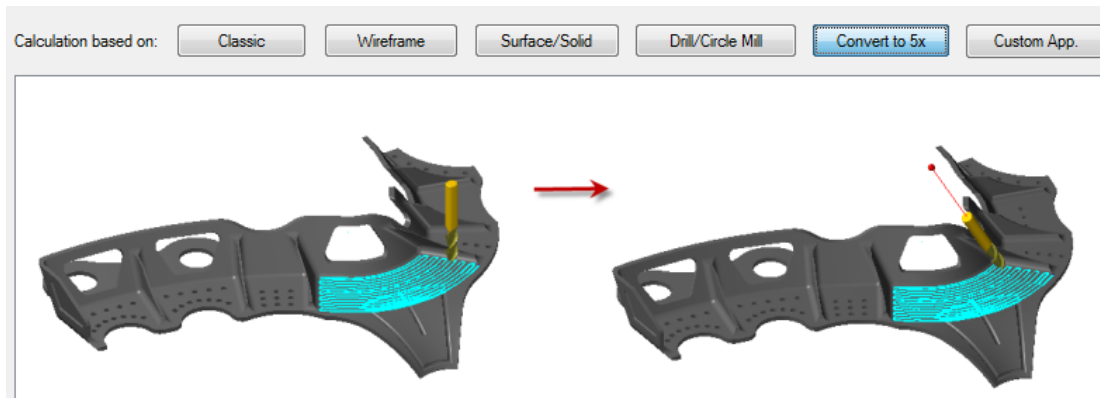 Calculation based on: Classic Wireframe Surface/Solid Drill/Circle Mill Convert to 5x Custom App.